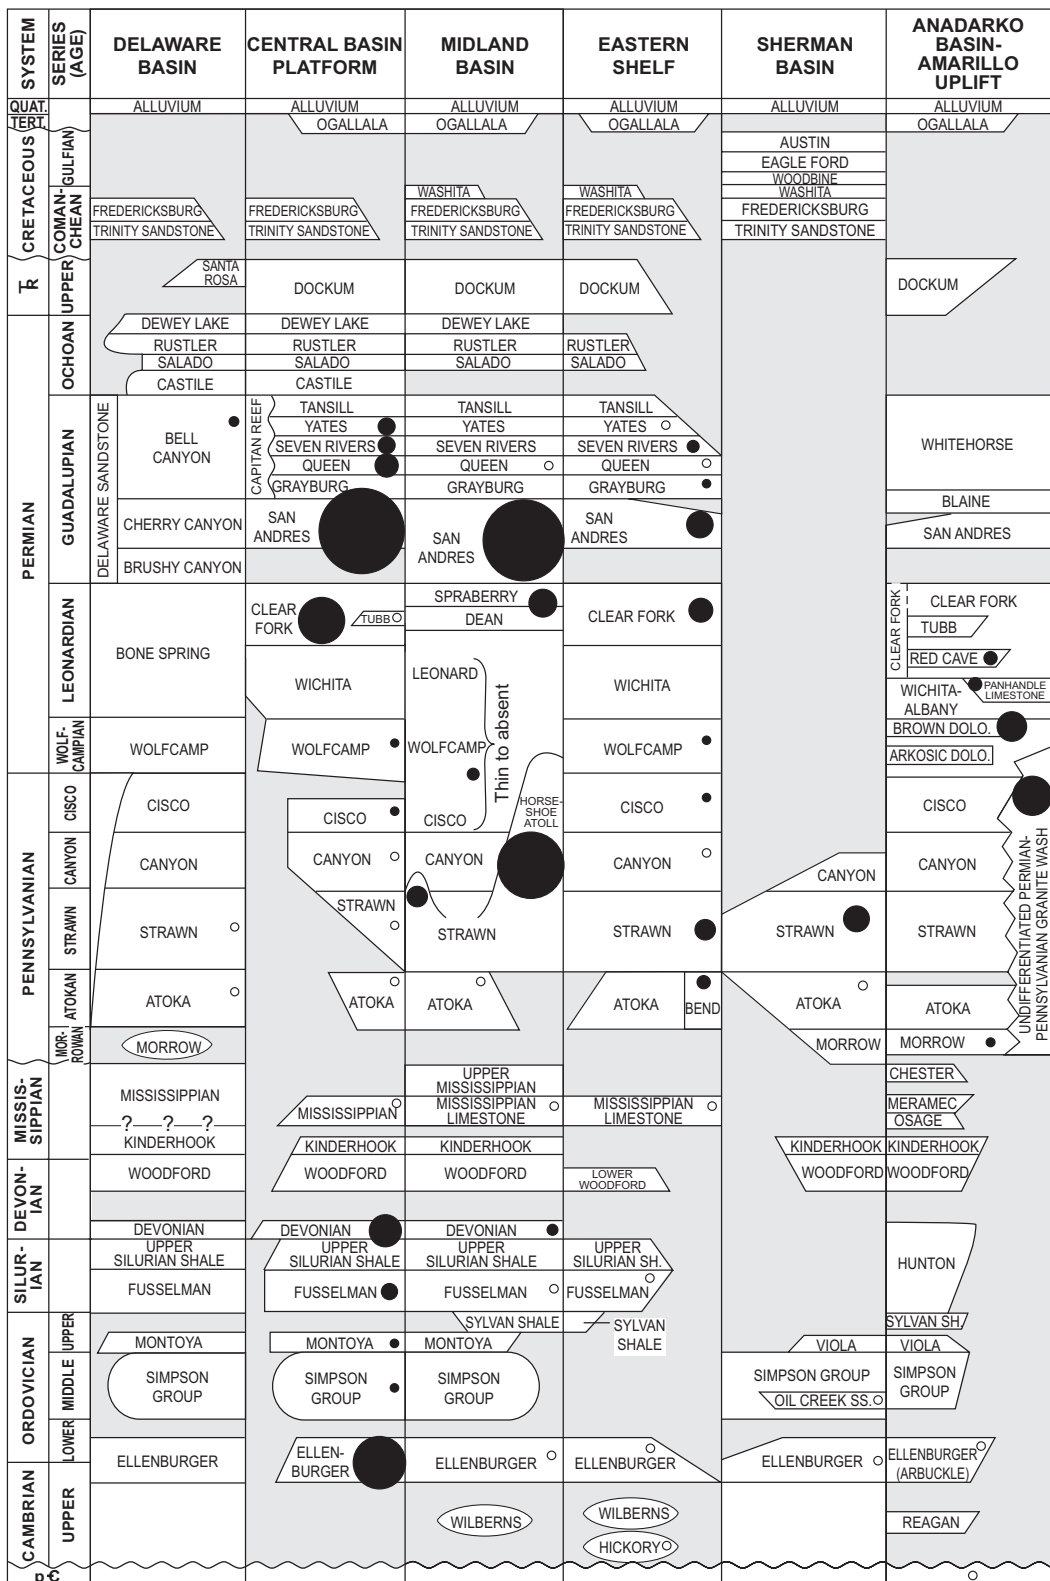 SYSTEM
SERIES (AGE)
DELAWARE BASIN
CENTRAL BASIN PLATFORM
MIDLAND BASIN
EASTERN SHELF
SHERMAN BASIN
ANADARKO BASIN-AMARILLO UPLIFT
QUAT.
ALLUVIUM
ALLUVIUM
ALLUVIUM
ALLUVIUM
ALLUVIUM
ALLUVIUM
TERT.
OGALLALA
OGALLALA
OGALLALA
OGALLALA
CRETACEOUS
GULFIAN
AUSTIN
EAGLE FORD
WOODBINE
COMAN-CHEAN
WASHITA
WASHITA
WASHITA
FREDERICKSBURG
FREDERICKSBURG
FREDERICKSBURG
FREDERICKSBURG
FREDERICKSBURG
TRINITY SANDSTONE
TRINITY SANDSTONE
TRINITY SANDSTONE
TRINITY SANDSTONE
TRINITY SANDSTONE
TR
UPPER
SANTA ROSA
DOCKUM
DOCKUM
DOCKUM
DOCKUM
PERMIAN
OCHOAN
DEWEY LAKE
DEWEY LAKE
DEWEY LAKE
RUSTLER
RUSTLER
RUSTLER
RUSTLER
SALADO
SALADO
SALADO
SALADO
CASTILE
CASTILE
GUADALUPIAN
DELAWARE SANDSTONE
BELL CANYON
CAPITAN REEF
TANSILL
TANSILL
TANSILL
YATES
YATES
YATES
SEVEN RIVERS
SEVEN RIVERS
SEVEN RIVERS
QUEEN
QUEEN
QUEEN
GRAYBURG
GRAYBURG
GRAYBURG
WHITEHORSE
BLAINE
CHERRY CANYON
SAN ANDRES
SAN ANDRES
SAN ANDRES
SAN ANDRES
BRUSHY CANYON
LEONARDIAN
BONE SPRING
CLEAR FORK
TUBB
SPRABERRY
DEAN
CLEAR FORK
CLEAR FORK
CLEAR FORK
TUBB
RED CAVE
WICHITA
LEONARD
WICHITA
WICHITA-ALBANY
PANHANDLE LIMESTONE
Thin to absent
WOLF-CAMPIAN
WOLFCAMP
WOLFCAMP
WOLFCAMP
WOLFCAMP
BROWN DOLO.
ARKOSIC DOLO.
PENNSYLVANIAN
CISCO
CISCO
CISCO
CISCO
HORSE-SHOE ATOLL
CISCO
CISCO
UNDIFFERENTIATED PERMIAN-PENNSYLVANIAN GRANITE WASH
CANYON
CANYON
CANYON
CANYON
CANYON
CANYON
CANYON
STRAWN
STRAWN
STRAWN
STRAWN
STRAWN
STRAWN
STRAWN
ATOKAN
ATOKA
ATOKA
ATOKA
ATOKA
BEND
ATOKA
ATOKA
MOR-ROWAN
MORROW
MORROW
MORROW
MISSIS-SIPPIAN
MISSISSIPPIAN
? ? ?
MISSISSIPPIAN
UPPER MISSISSIPPIAN
MISSISSIPPIAN LIMESTONE
MISSISSIPPIAN LIMESTONE
CHESTER
MERAMEC
OSAGE
KINDERHOOK
KINDERHOOK
KINDERHOOK
KINDERHOOK
KINDERHOOK
DEVON-IAN
WOODFORD
WOODFORD
WOODFORD
LOWER WOODFORD
WOODFORD
WOODFORD
DEVONIAN
DEVONIAN
DEVONIAN
SILUR-IAN
UPPER SILURIAN SHALE
UPPER SILURIAN SHALE
UPPER SILURIAN SHALE
UPPER SILURIAN SH.
HUNTON
FUSSELMAN
FUSSELMAN
FUSSELMAN
FUSSELMAN
ORDOVICIAN
UPPER
SYLVAN SHALE
SYLVAN SHALE
SYLVAN SH.
MONTOYA
MONTOYA
MONTOYA
VIOLA
VIOLA
MIDDLE
SIMPSON GROUP
SIMPSON GROUP
SIMPSON GROUP
SIMPSON GROUP
OIL CREEK SS.
SIMPSON GROUP
LOWER
ELLENBURGER
ELLEN-BURGER
ELLENBURGER
ELLENBURGER
ELLENBURGER
ELLENBURGER (ARBUCKLE)
CAMBRIAN
UPPER
WILBERNS
WILBERNS
HICKORY
REAGAN
p Є